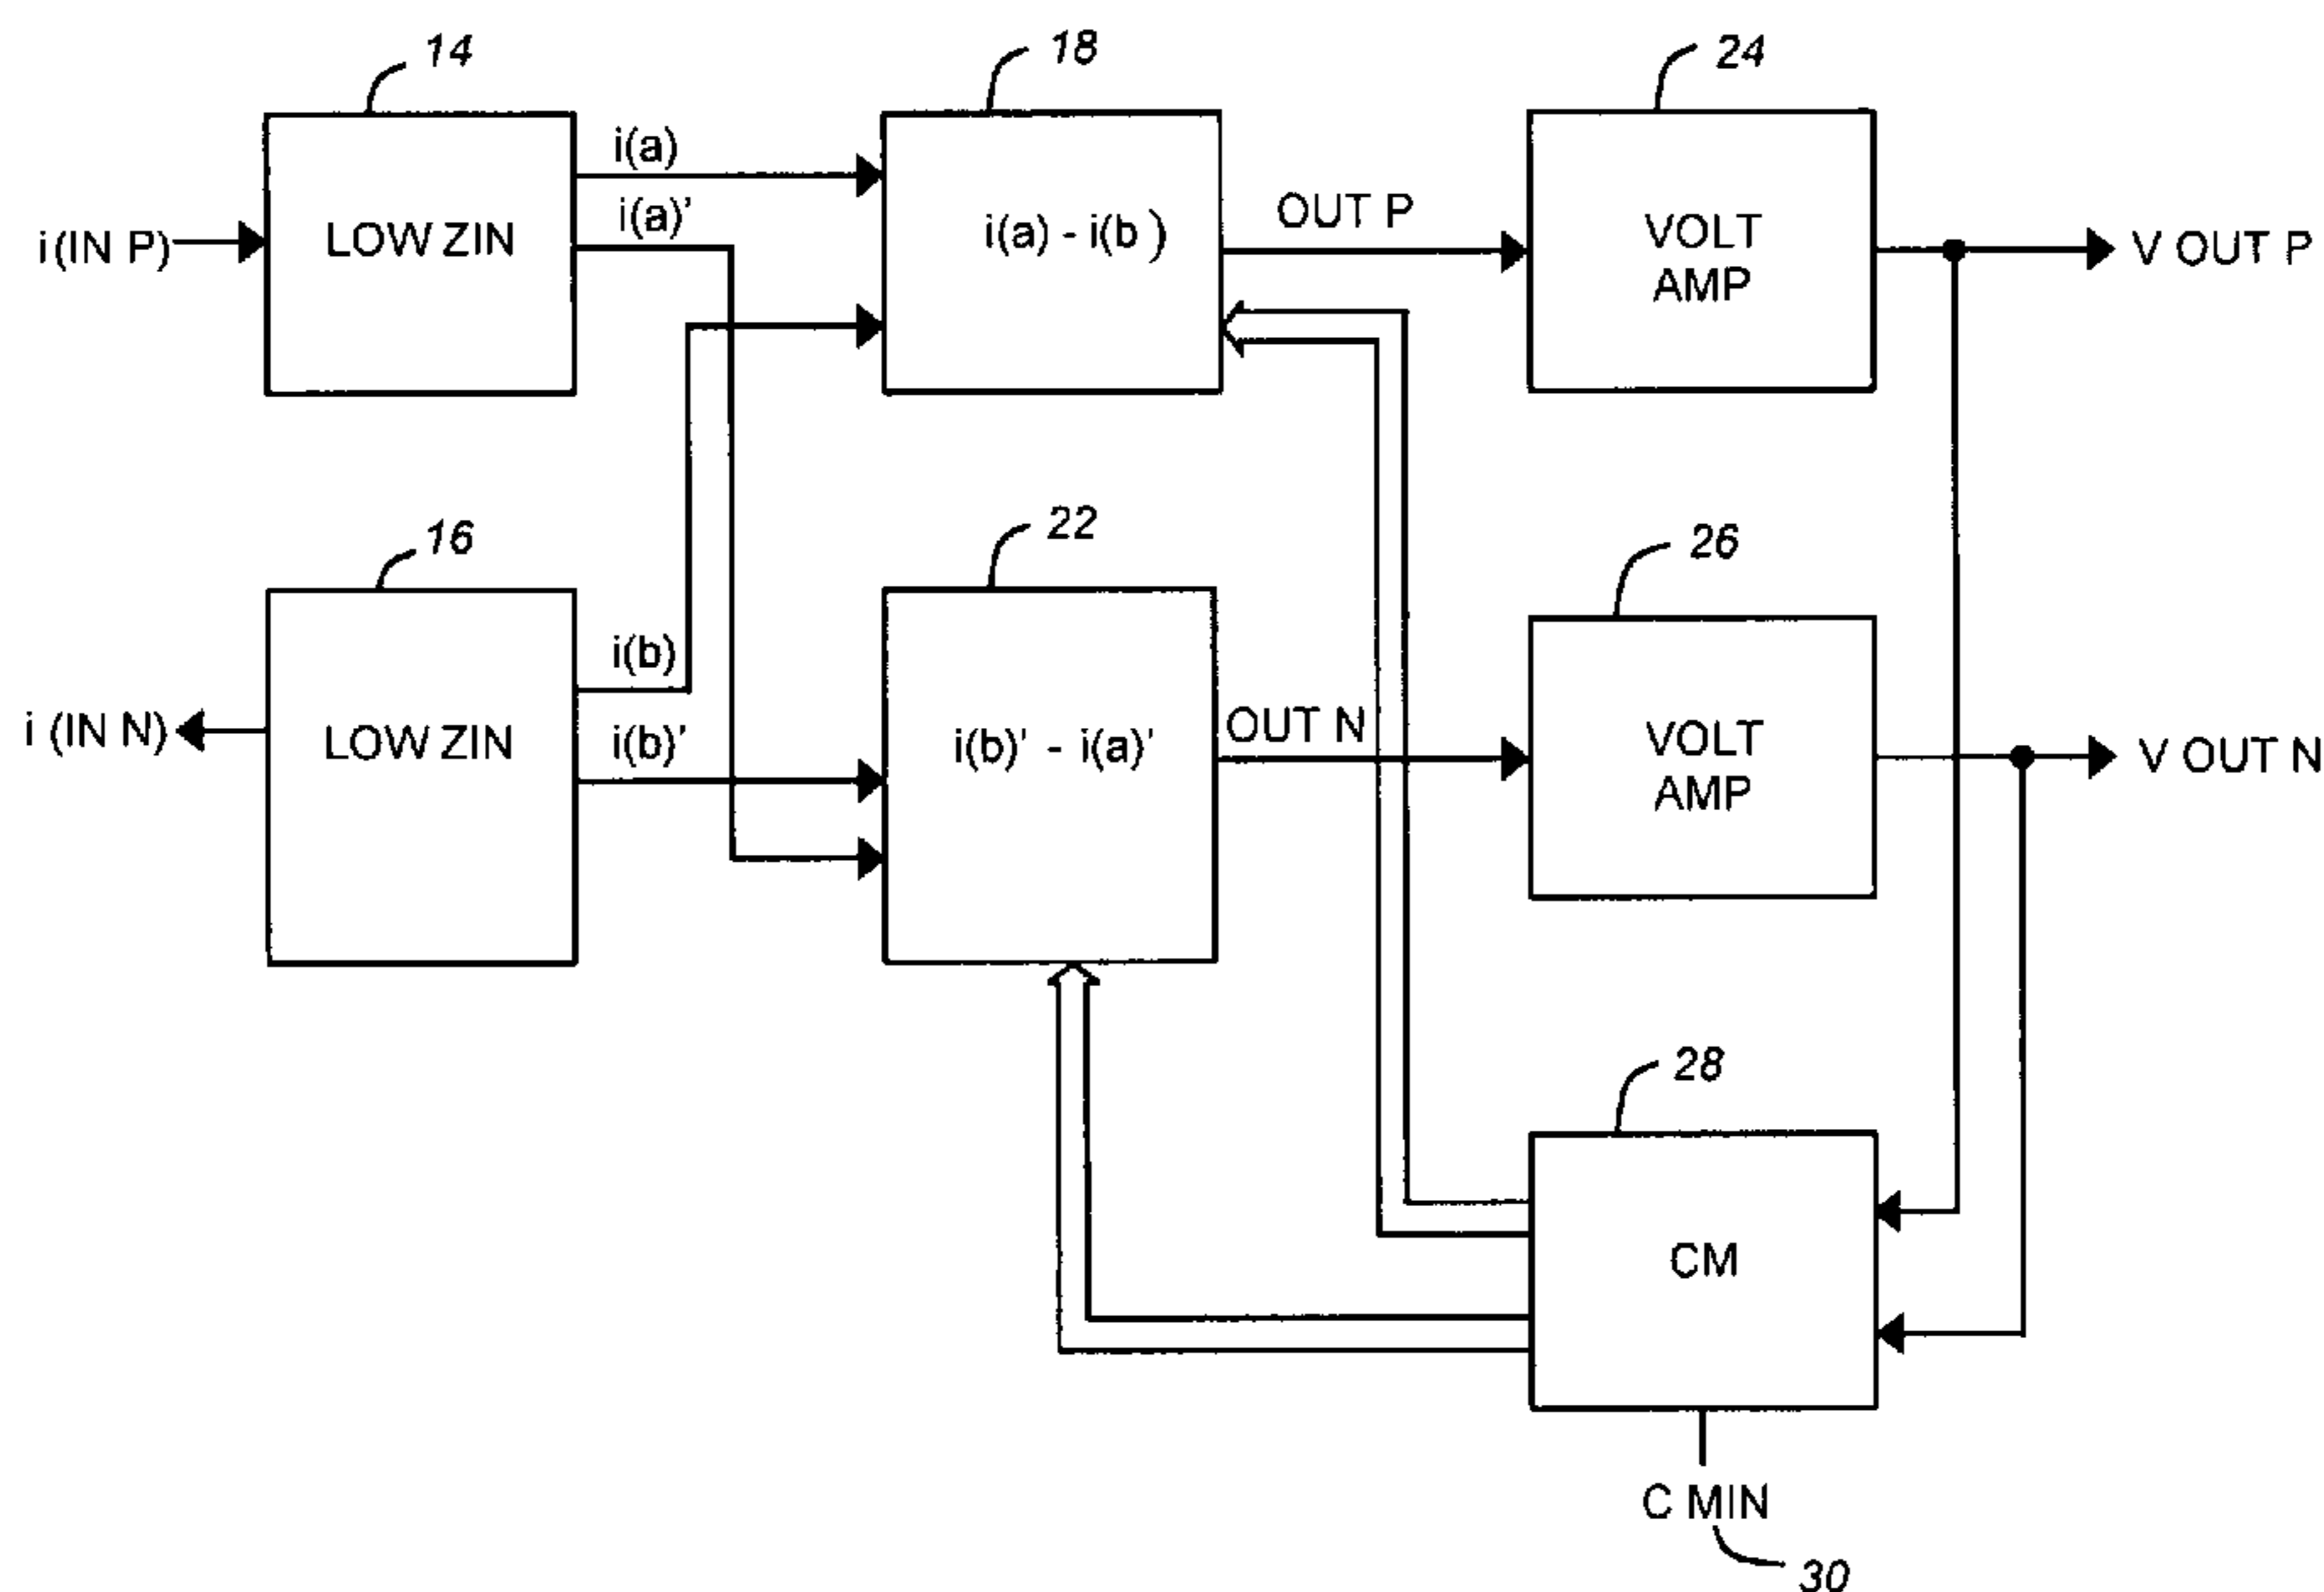 14
18
24
i(a)
i(a)'
i(IN P)
LOW ZIN
i(a) - i(b )
OUT P
VOLT
AMP
V OUT P
16
22
26
i(b)
i(b)'
i (IN N)
LOW ZIN
i(b)' - i(a)'
OUT N
VOLT
AMP
V OUT N
28
CM
C MIN
30